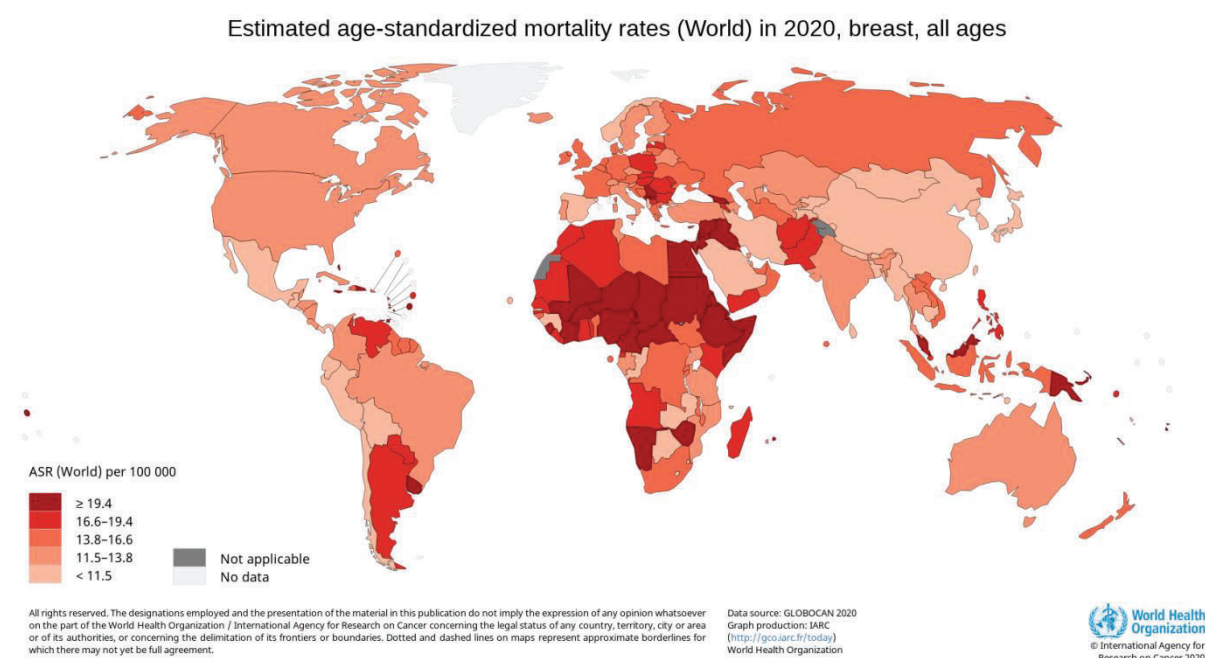 Estimated age-standardized mortality rates (World) in 2020, breast, all ages
ASR (World) per 100 000
≥ 19.4
16.6–19.4
13.8–16.6
11.5–13.8
< 11.5
Not applicable
No data
All rights reserved. The designations employed and the presentation of the material in this publication do not imply the expression of any opinion whatsoever
on the part of the World Health Organization / International Agency for Research on Cancer concerning the legal status of any country, territory, city or area
or of its authorities, or concerning the delimitation of its frontiers or boundaries. Dotted and dashed lines on maps represent approximate borderlines for
which there may not yet be full agreement.
Data source: GLOBOCAN 2020
Graph production: IARC
(http://gco.iarc.fr/today)
World Health Organization
World Health
Organization
© International Agency for
Research on Cancer 2020